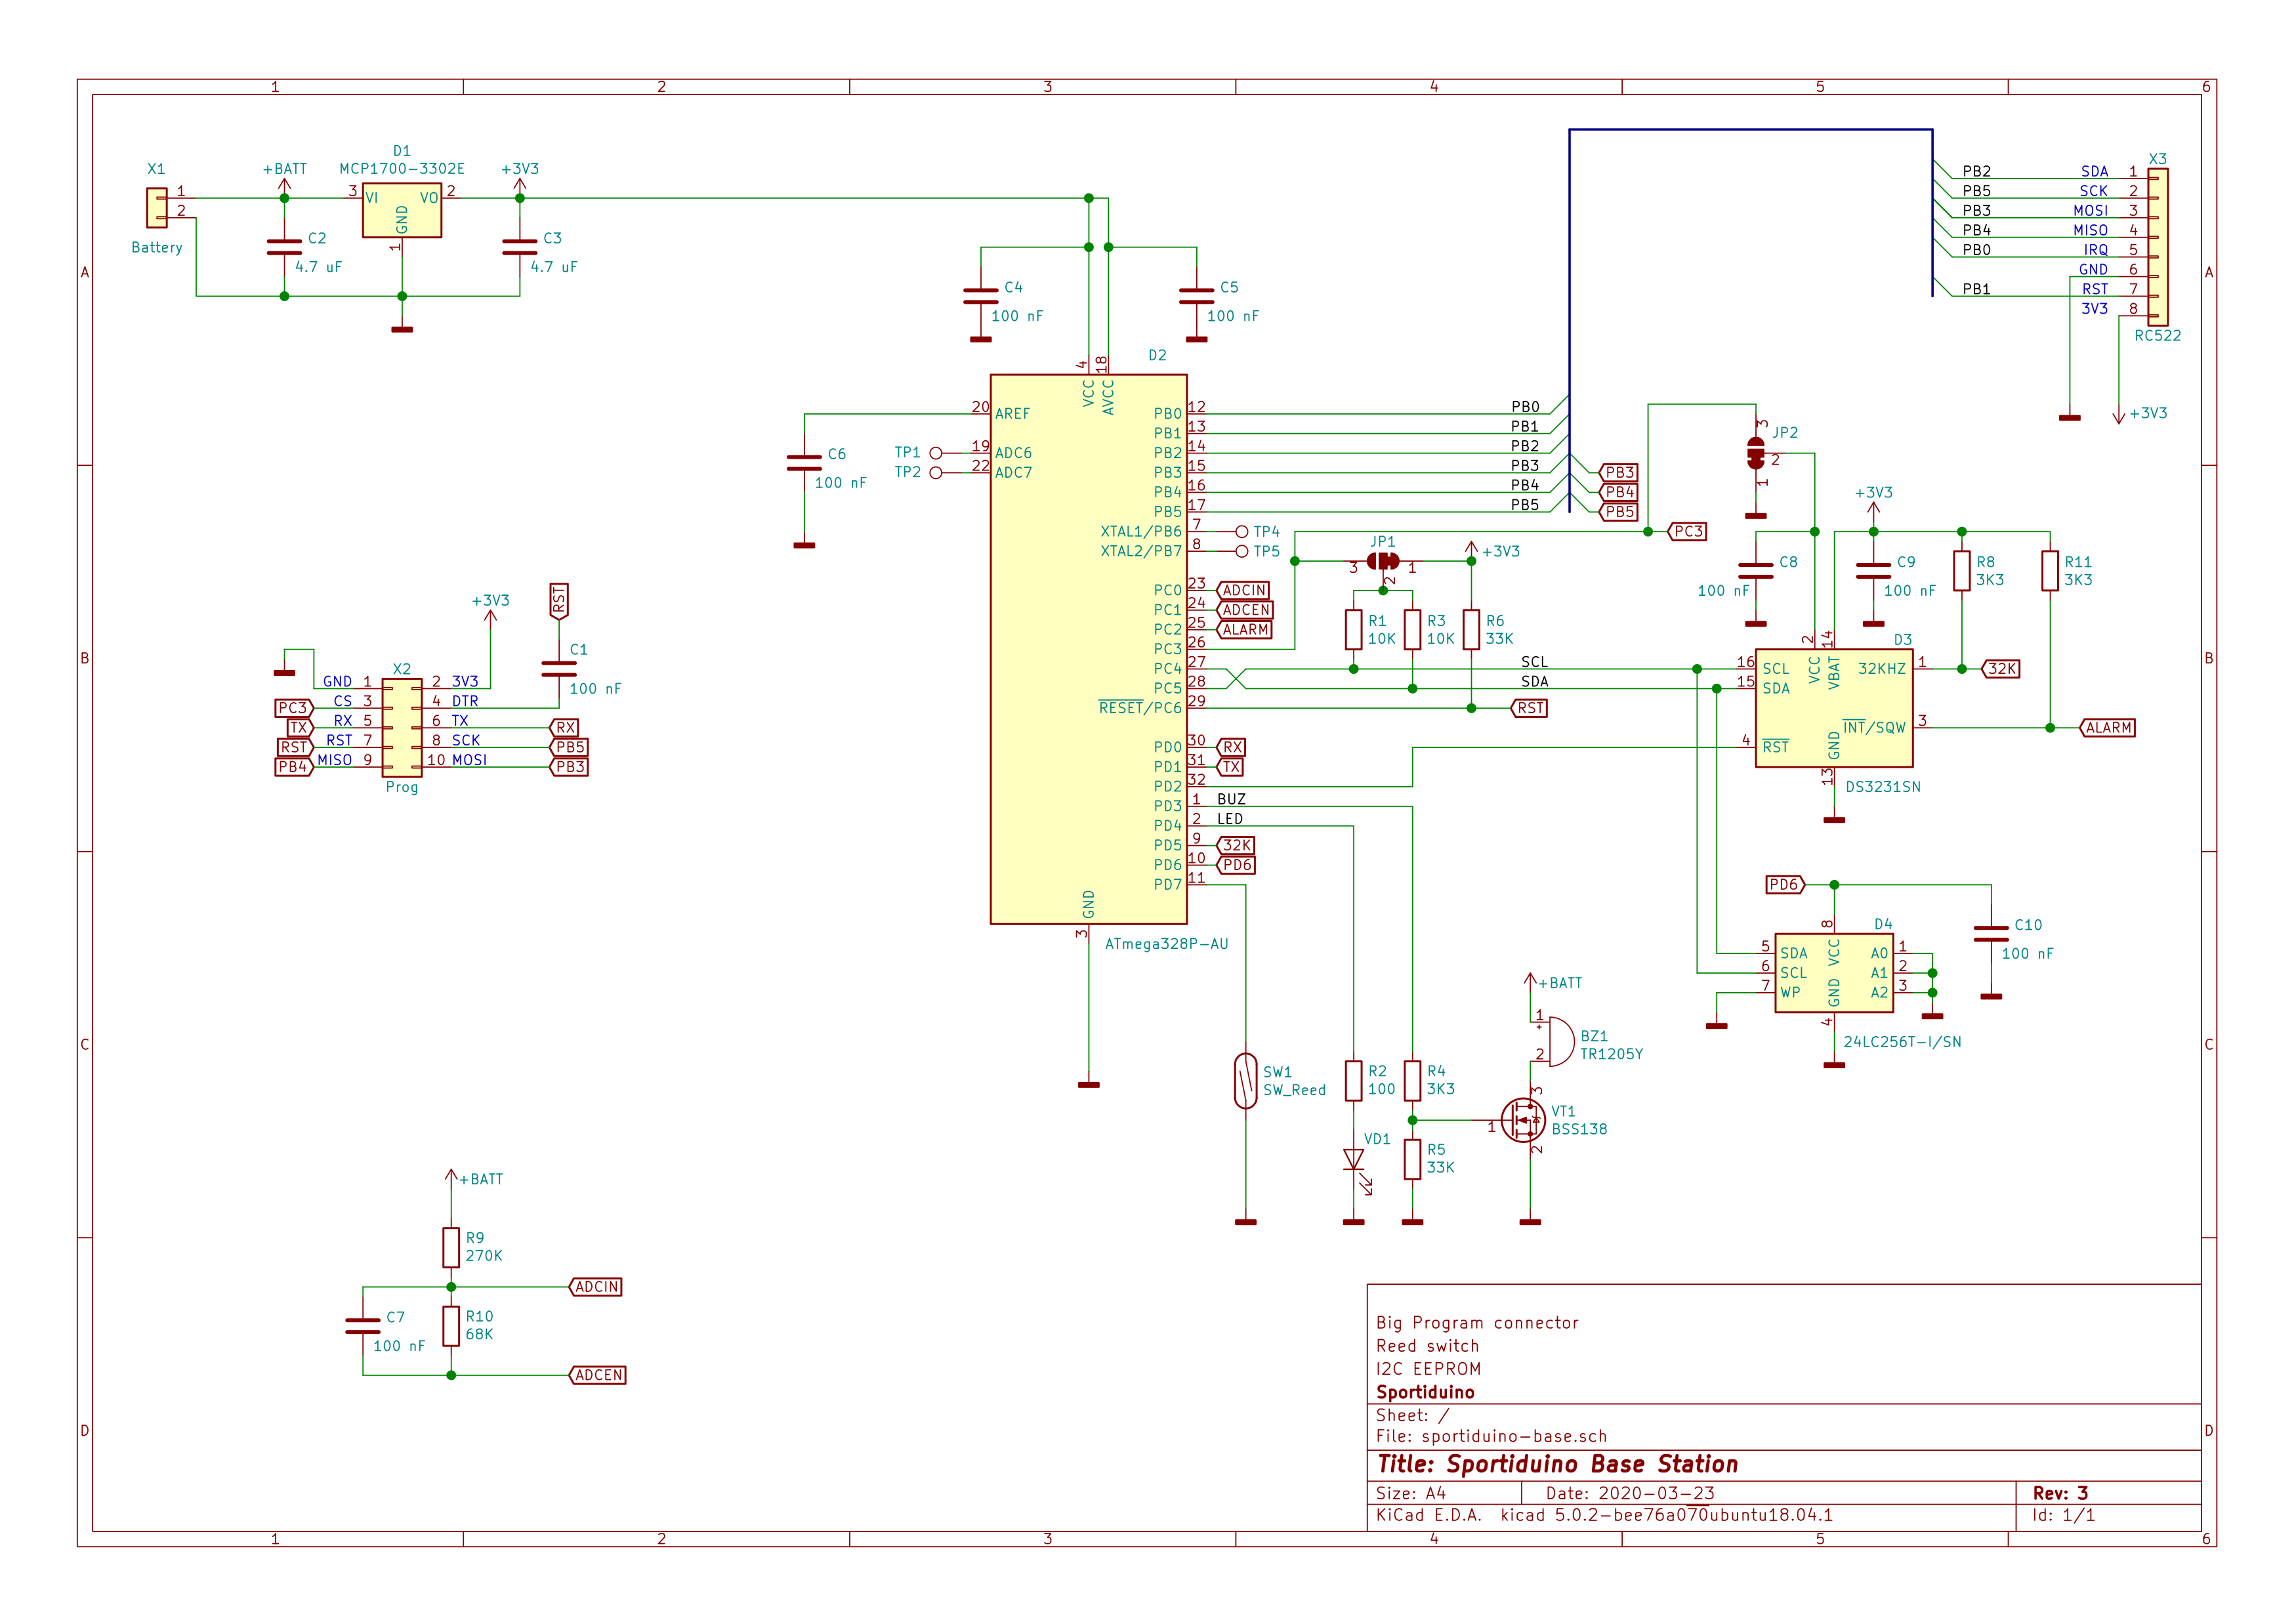 1 2 3 4 5 6
A B C D
A B C D
X1
1
2
Battery
+BATT
C2
4.7 uF
D1
MCP1700-3302E
3 VI VO 2
GND
1
+3V3
C3
4.7 uF
C4
100 nF
C5
100 nF
C6
100 nF
TP1
TP2
D2
4 18
VCC AVCC
20 AREF
19 ADC6
22 ADC7
PB0 12
PB1 13
PB2 14
PB3 15
PB4 16
PB5 17
XTAL1/PB6 7 TP4
XTAL2/PB7 8 TP5
PC0 23 ADCIN
PC1 24 ADCEN
PC2 25 ALARM
PC3 26
PC4 27
PC5 28
RESET/PC6 29
PD0 30 RX
PD1 31 TX
PD2 32
PD3 1 BUZ
PD4 2 LED
PD5 9 32K
PD6 10 PD6
PD7 11
GND
3
ATmega328P-AU
PB0
PB1
PB2
PB3 PB3
PB4 PB4
PB5 PB5
PC3
JP1
3 2 1
+3V3
R1
10K
R3
10K
R6
33K
SCL
SDA
RST
PB2 SDA 1
PB5 SCK 2
PB3 MOSI 3
PB4 MISO 4
PB0 IRQ 5
GND 6
PB1 RST 7
3V3 8
X3
RC522
+3V3
JP2
3
2
1
C8
100 nF
+3V3
C9
100 nF
R8
3K3
R11
3K3
D3
2 14
VCC VBAT
16 SCL
15 SDA
4 RST
32KHZ 1
INT/SQW 3
GND
13
DS3231SN
32K
ALARM
PD6
C10
100 nF
D4
8
VCC
5 SDA
6 SCL
7 WP
A0 1
A1 2
A2 3
GND
4
24LC256T-I/SN
+3V3
RST
C1
100 nF
X2
GND 1 2 3V3
PC3 CS 3 4 DTR
TX RX 5 6 TX RX
RST RST 7 8 SCK PB5
PB4 MISO 9 10 MOSI PB3
Prog
+BATT
1
+
2
BZ1
TR1205Y
SW1
SW_Reed
R2
100
R4
3K3
VD1
R5
33K
3
1
2
VT1
BSS138
+BATT
R9
270K
ADCIN
C7
100 nF
R10
68K
ADCEN
Big Program connector
Reed switch
I2C EEPROM
Sportiduino
Sheet: /
File: sportiduino-base.sch
Title: Sportiduino Base Station
Size: A4 Date: 2020-03-23 Rev: 3
KiCad E.D.A. kicad 5.0.2-bee76a070ubuntu18.04.1 Id: 1/1
1 2 3 4 5 6